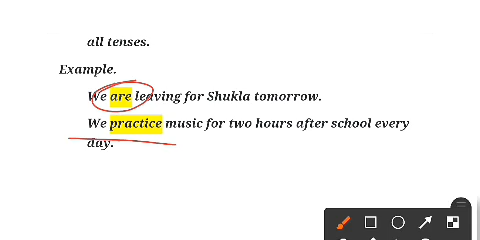 all tenses.
Example.
We are leaving for Shukla tomorrow.
We practice music for two hours after school every
day.